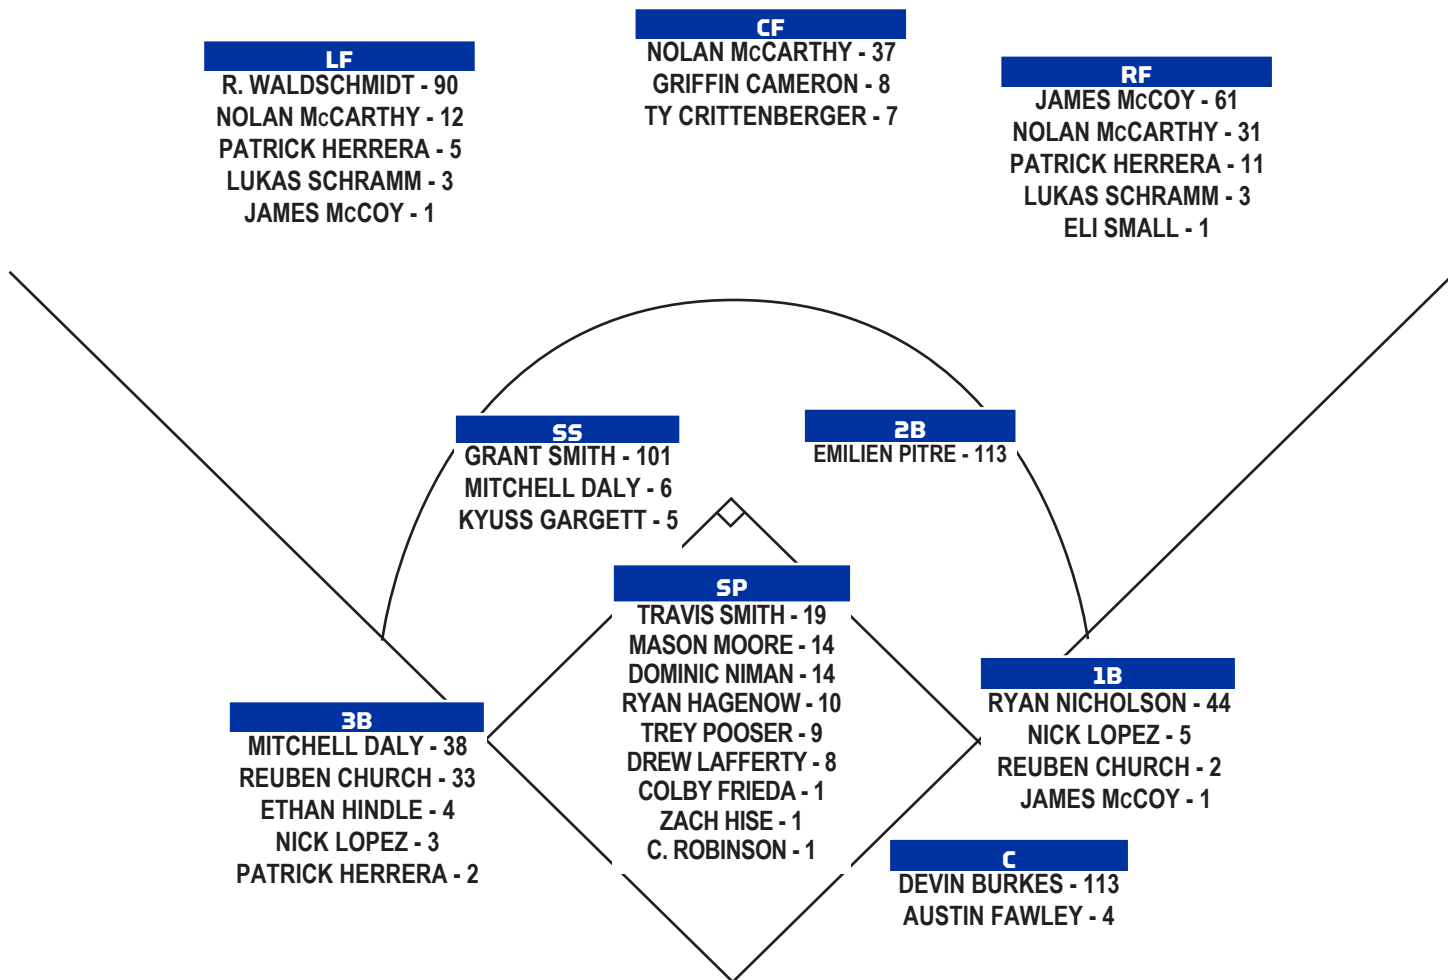 LF
R. WALDSCHMIDT - 90
NOLAN McCARTHY - 12
PATRICK HERRERA - 5
LUKAS SCHRAMM - 3
JAMES McCOY - 1
CF
NOLAN McCARTHY - 37
GRIFFIN CAMERON - 8
TY CRITTENBERGER - 7
RF
JAMES McCOY - 61
NOLAN McCARTHY - 31
PATRICK HERRERA - 11
LUKAS SCHRAMM - 3
ELI SMALL - 1
SS
GRANT SMITH - 101
MITCHELL DALY - 6
KYUSS GARGETT - 5
2B
EMILIEN PITRE - 113
SP
TRAVIS SMITH - 19
MASON MOORE - 14
DOMINIC NIMAN - 14
RYAN HAGENOW - 10
TREY POOSER - 9
DREW LAFFERTY - 8
COLBY FRIEDA - 1
ZACH HISE - 1
C. ROBINSON - 1
3B
MITCHELL DALY - 38
REUBEN CHURCH - 33
ETHAN HINDLE - 4
NICK LOPEZ - 3
PATRICK HERRERA - 2
1B
RYAN NICHOLSON - 44
NICK LOPEZ - 5
REUBEN CHURCH - 2
JAMES McCOY - 1
C
DEVIN BURKES - 113
AUSTIN FAWLEY - 4